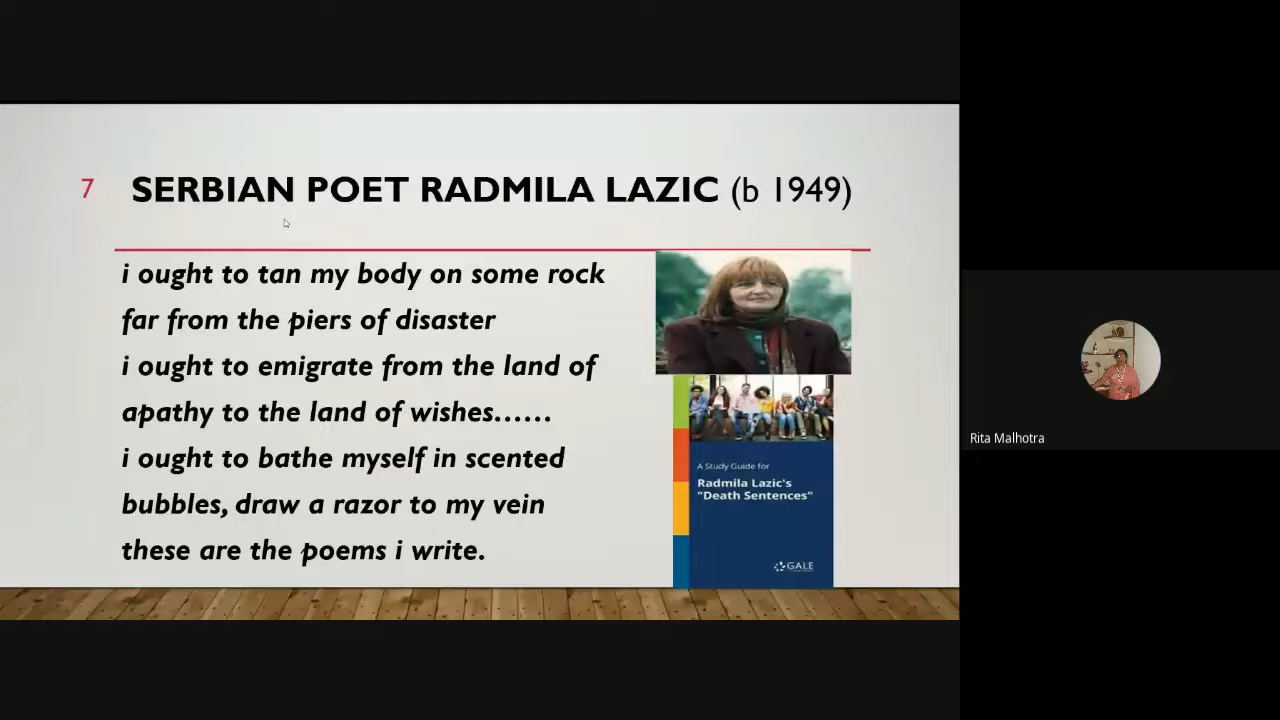 7
SERBIAN POET RADMILA LAZIC (b 1949)
i ought to tan my body on some rock
far from the piers of disaster
i ought to emigrate from the land of
apathy to the land of wishes......
i ought to bathe myself in scented
bubbles, draw a razor to my vein
these are the poems i write.
A Study Guide for
Radmila Lazic's
"Death Sentences"
GALE
Rita Malhotra